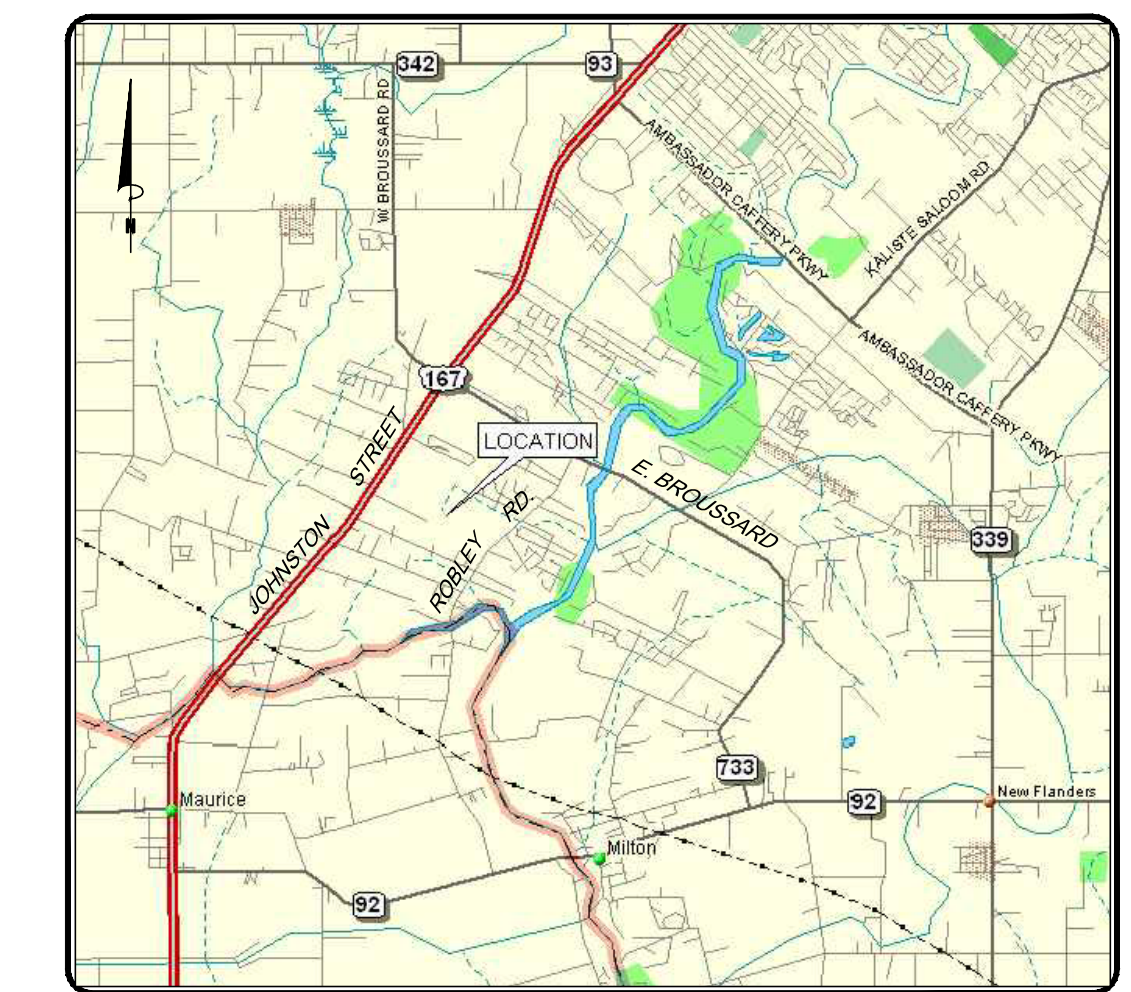 342
93
W BROUSSARD RD
AMBASSADOR CAFFERY PKWY
KALISTE SALOOM RD
N
167
AMBASSADOR CAFFERY PKWY
STREET
LOCATION
E. BROUSSARD
RD.
339
ROBLEY
JOHNSTON
733
Maurice
92
New Flanders
Milton
92